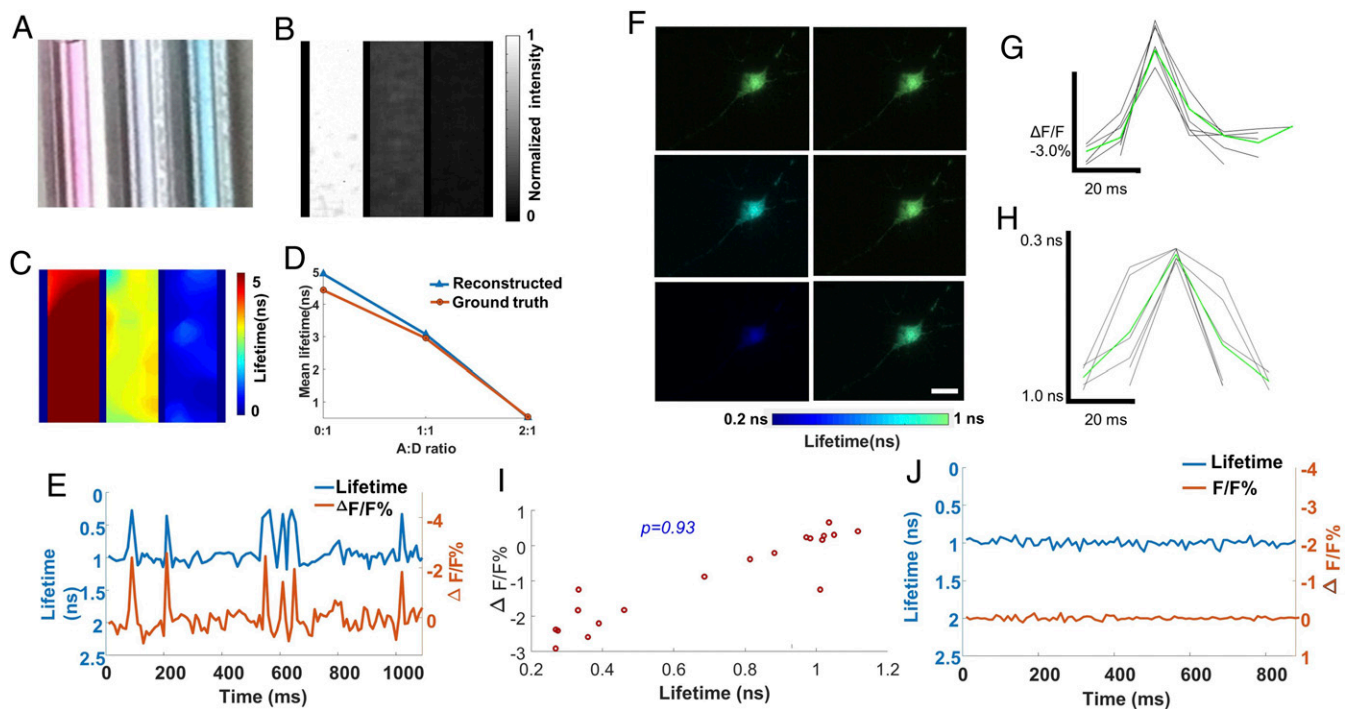 A
B
1
Normalized intensity
0
C
5
Lifetime(ns)
0
D
5
4
3
2
1
Mean lifetime(ns)
Reconstructed
Ground truth
0:1
1:1
2:1
A:D ratio
E
0
0.5
1
1.5
2
2.5
Lifetime
(ns)
Lifetime
ΔF/F%
-4
-2
0
Δ F/F%
0
200
400
600
800
1000
Time (ms)
F
0.2 ns
1 ns
Lifetime(ns)
G
ΔF/F
-3.0%
20 ms
H
0.3 ns
1.0 ns
20 ms
I
1
0
-1
-2
-3
Δ F/F%
p=0.93
0.2
0.4
0.6
0.8
1
1.2
Lifetime (ns)
J
0
0.5
1
1.5
2
2.5
Lifetime (ns)
Lifetime
F/F%
-4
-3
-2
-1
0
1
Δ F/F%
0
200
400
600
800
Time (ms)